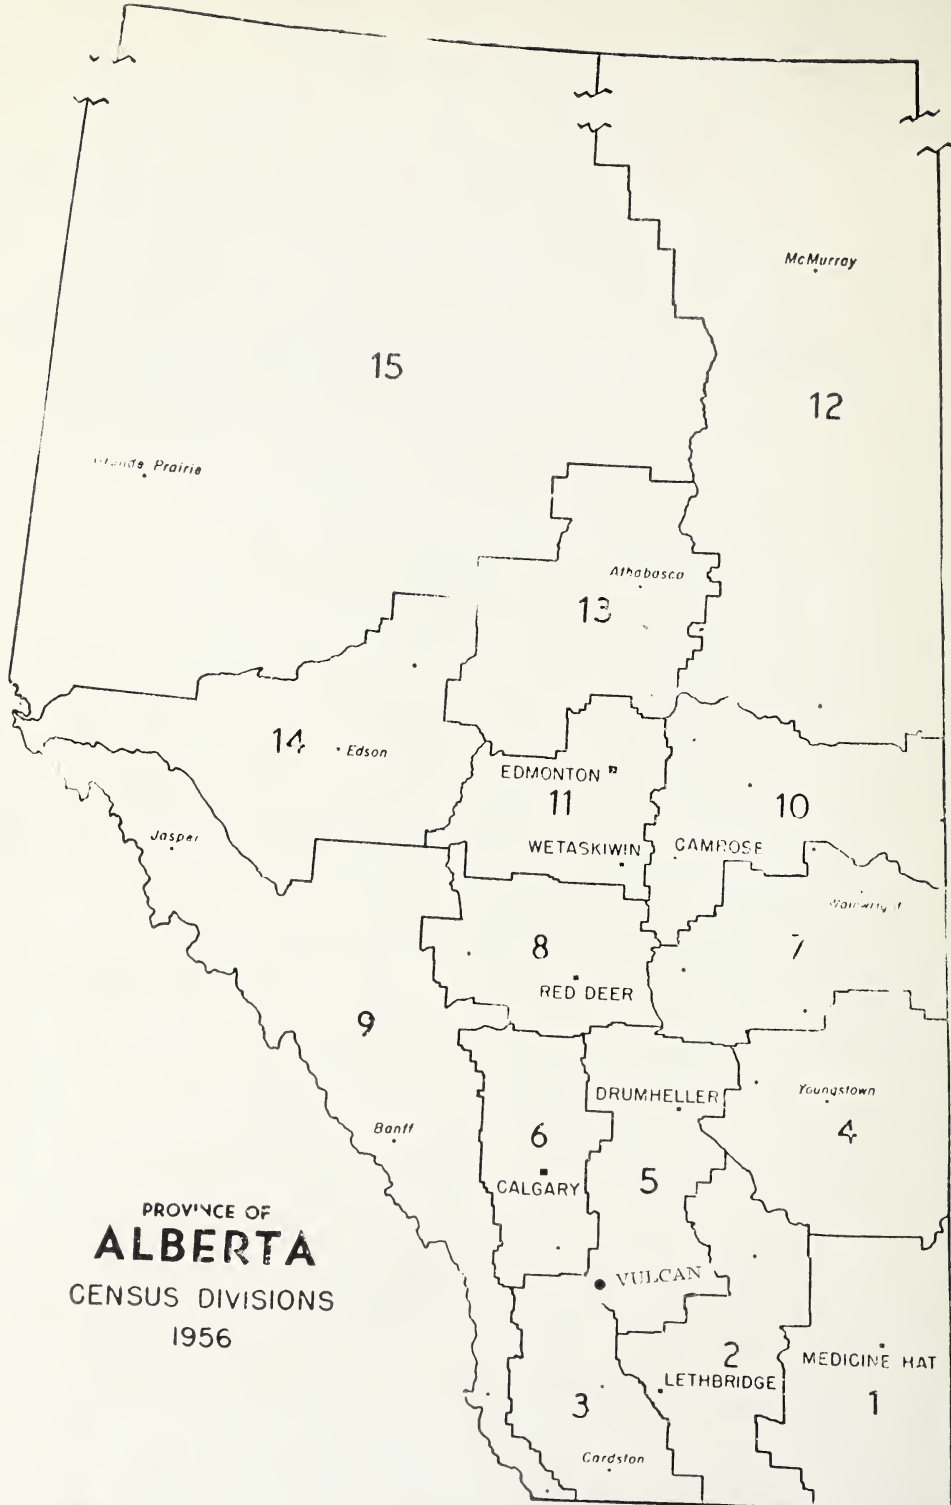 McMurray
15
12
Prairie
Athabasca
13
14
Edson
EDMONTON
11
10
Jasper
WETASKIWIN
CAMROSE
8
7
RED DEER
9
DRUMHELLER
Youngstown
Banff
6
4
CALGARY
5
PROVINCE OF
ALBERTA
CENSUS DIVISIONS
1956
VULCAN
2
MEDICINE HAT
LETHBRIDGE
3
1
Cardston